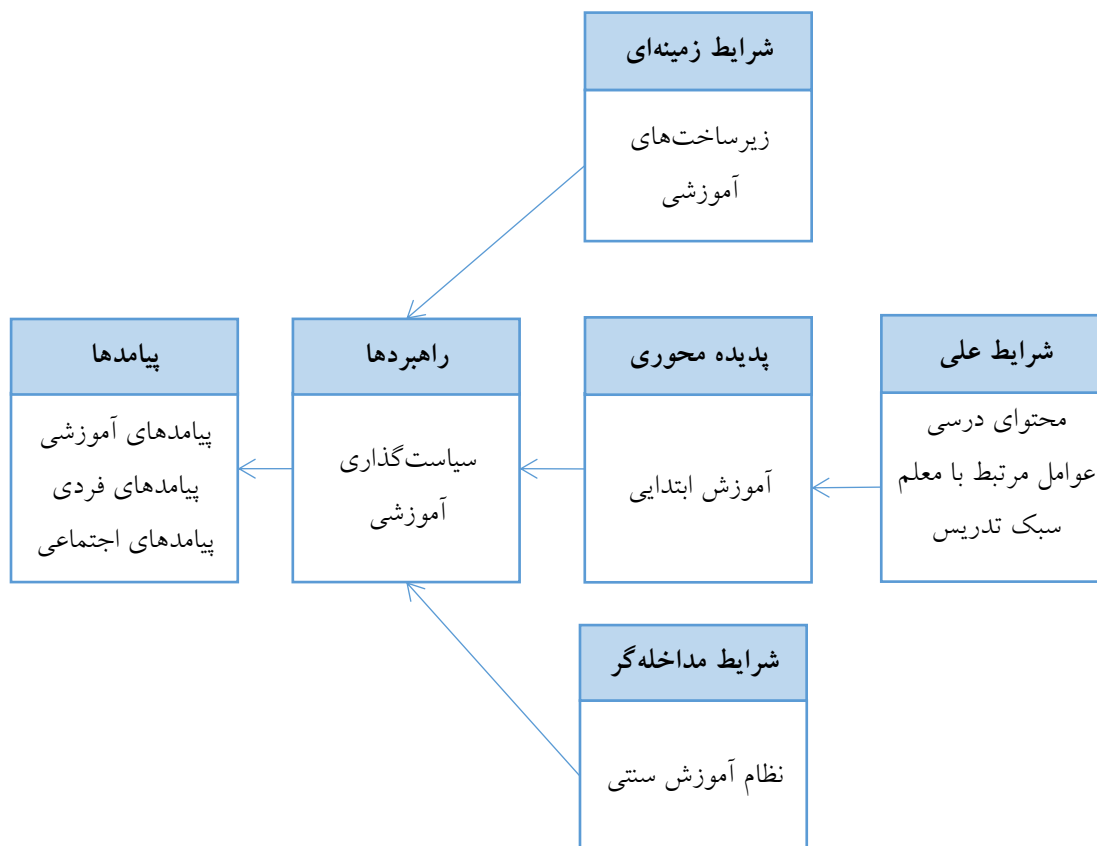 شرایط زمینه‌ای
زیرساخت‌های
آموزشی
شرایط علی
محتوای درسی
عوامل مرتبط با معلم
سبک تدریس
پدیده محوری
آموزش ابتدایی
راهبردها
سیاست‌گذاری
آموزشی
پیامدها
پیامدهای آموزشی
پیامدهای فردی
پیامدهای اجتماعی
شرایط مداخله‌گر
نظام آموزش سنتی